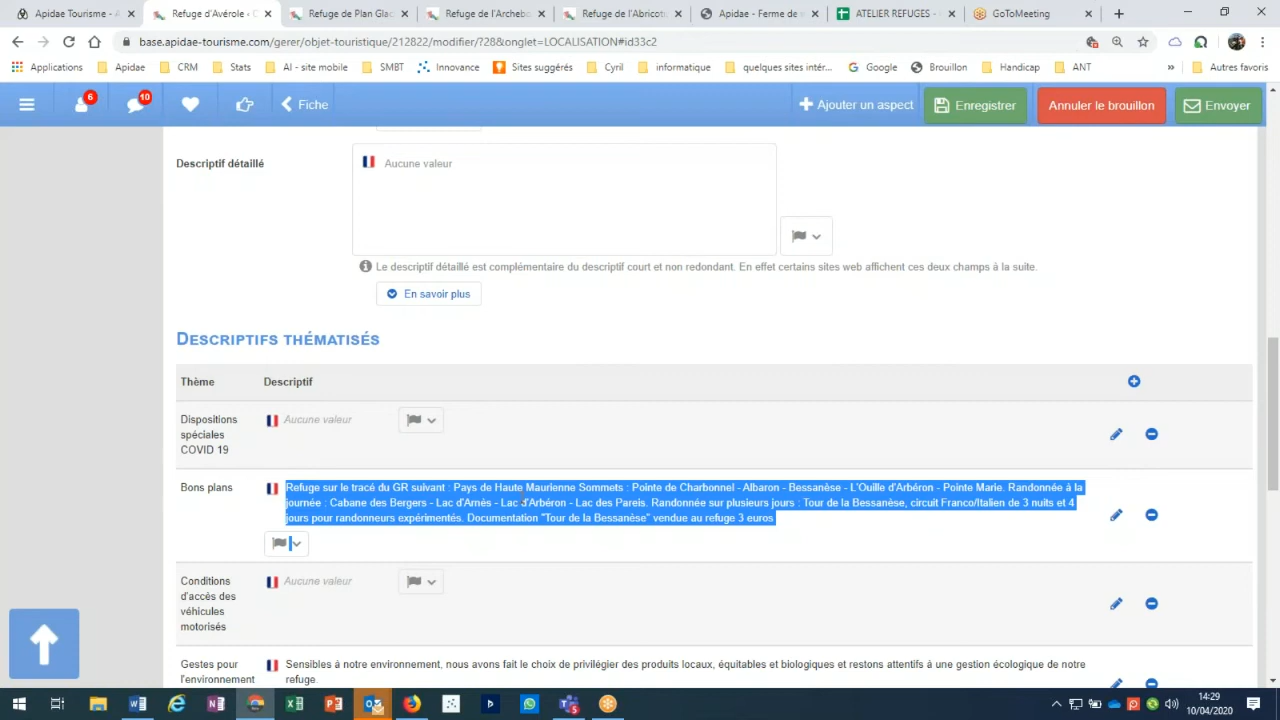 Apidae Tourisme -
Refuge d'Avérole - C
Refuge de Plan Glac
Refuge de l'Archeb
Refuge de l'Abricot
Apidae - Ferme de
ATELIER REFUGES -
GoToMeeting
base.apidae-tourisme.com/gerer/objet-touristique/212822/modifier/?28&onglet=LOCALISATION#id33c2
Applications
Apidae
CRM
Stats
AI - site mobile
SMBT
Innovance
Sites suggérés
Cyril
informatique
quelques sites intér...
Google
Brouillon
Handicap
ANT
»
Autres favoris
6
10
Fiche
Ajouter un aspect
Enregistrer
Annuler le brouillon
Envoyer
Descriptif détaillé
Aucune valeur
Le descriptif détaillé est complémentaire du descriptif court et non redondant. En effet certains sites web affichent ces deux champs à la suite.
En savoir plus
DESCRIPTIFS THÉMATISÉS
Thème
Descriptif
Dispositions
spéciales
COVID 19
Aucune valeur
Bons plans
Refuge sur le tracé du GR suivant : Pays de Haute Maurienne Sommets : Pointe de Charbonnel - Albaron - Bessanèse - L'Ouille d'Arbéron - Pointe Marie. Randonnée à la
journée : Cabane des Bergers - Lac d'Arnès - Lac d'Arbéron - Lac des Pareis. Randonnée sur plusieurs jours : Tour de la Bessanèse, circuit Franco/Italien de 3 nuits et 4
jours pour randonneurs expérimentés. Documentation "Tour de la Bessanèse" vendue au refuge 3 euros
Conditions
d'accès des
véhicules
motorisés
Aucune valeur
Gestes pour
l'environnement
Sensibles à notre environnement, nous avons fait le choix de privilégier des produits locaux, équitables et biologiques et restons attentifs à une gestion écologique de notre
refuge.
14:29
10/04/2020